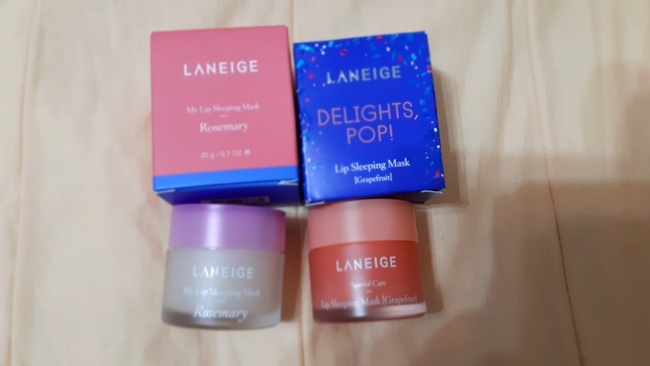 LANEIGE
My Lip Sleeping Mask
Rosemary
20 g / 0.7 OZ. e
LANEIGE
DELIGHTS,
POP!
Lip Sleeping Mask
[Grapefruit]
LANEIGE
My Lip Sleeping Mask
Rosemary
LANEIGE
Special Care
Lip Sleeping Mask [Grapefruit]